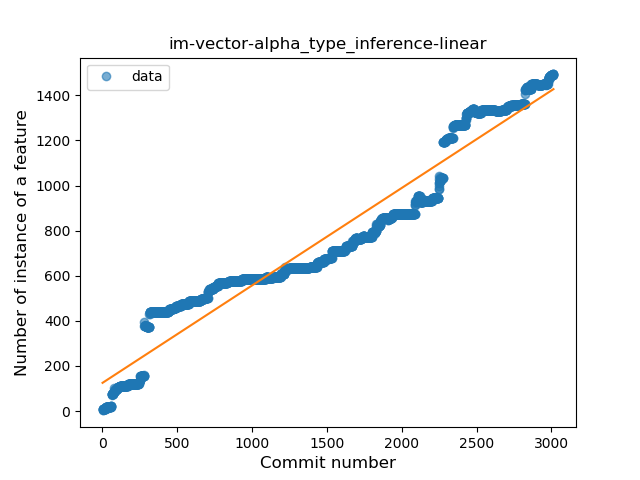 im-vector-alpha_type_inference-linear
data
Number of instance of a feature
1400
1200
1000
800
600
400
200
0
0 500 1000 1500 2000 2500 3000
Commit number